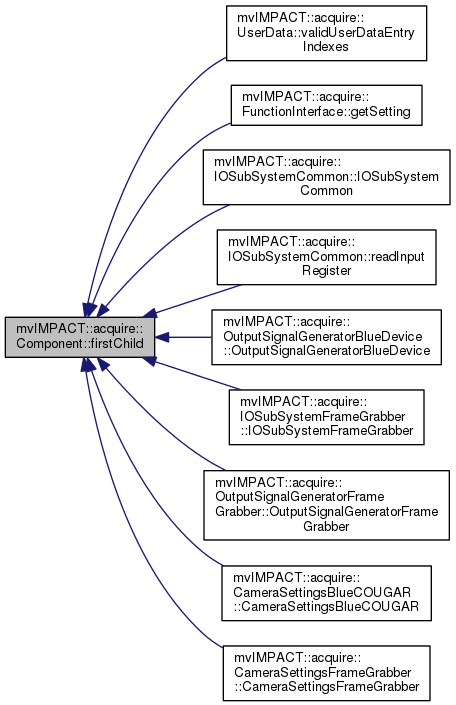 mvIMPACT::acquire::
UserData::validUserDataEntry
Indexes
mvIMPACT::acquire::
FunctionInterface::getSetting
mvIMPACT::acquire::
IOSubSystemCommon::IOSubSystem
Common
mvIMPACT::acquire::
IOSubSystemCommon::readInput
Register
mvIMPACT::acquire::
Component::firstChild
mvIMPACT::acquire::
OutputSignalGeneratorBlueDevice
::OutputSignalGeneratorBlueDevice
mvIMPACT::acquire::
IOSubSystemFrameGrabber
::IOSubSystemFrameGrabber
mvIMPACT::acquire::
OutputSignalGeneratorFrame
Grabber::OutputSignalGeneratorFrame
Grabber
mvIMPACT::acquire::
CameraSettingsBlueCOUGAR
::CameraSettingsBlueCOUGAR
mvIMPACT::acquire::
CameraSettingsFrameGrabber
::CameraSettingsFrameGrabber